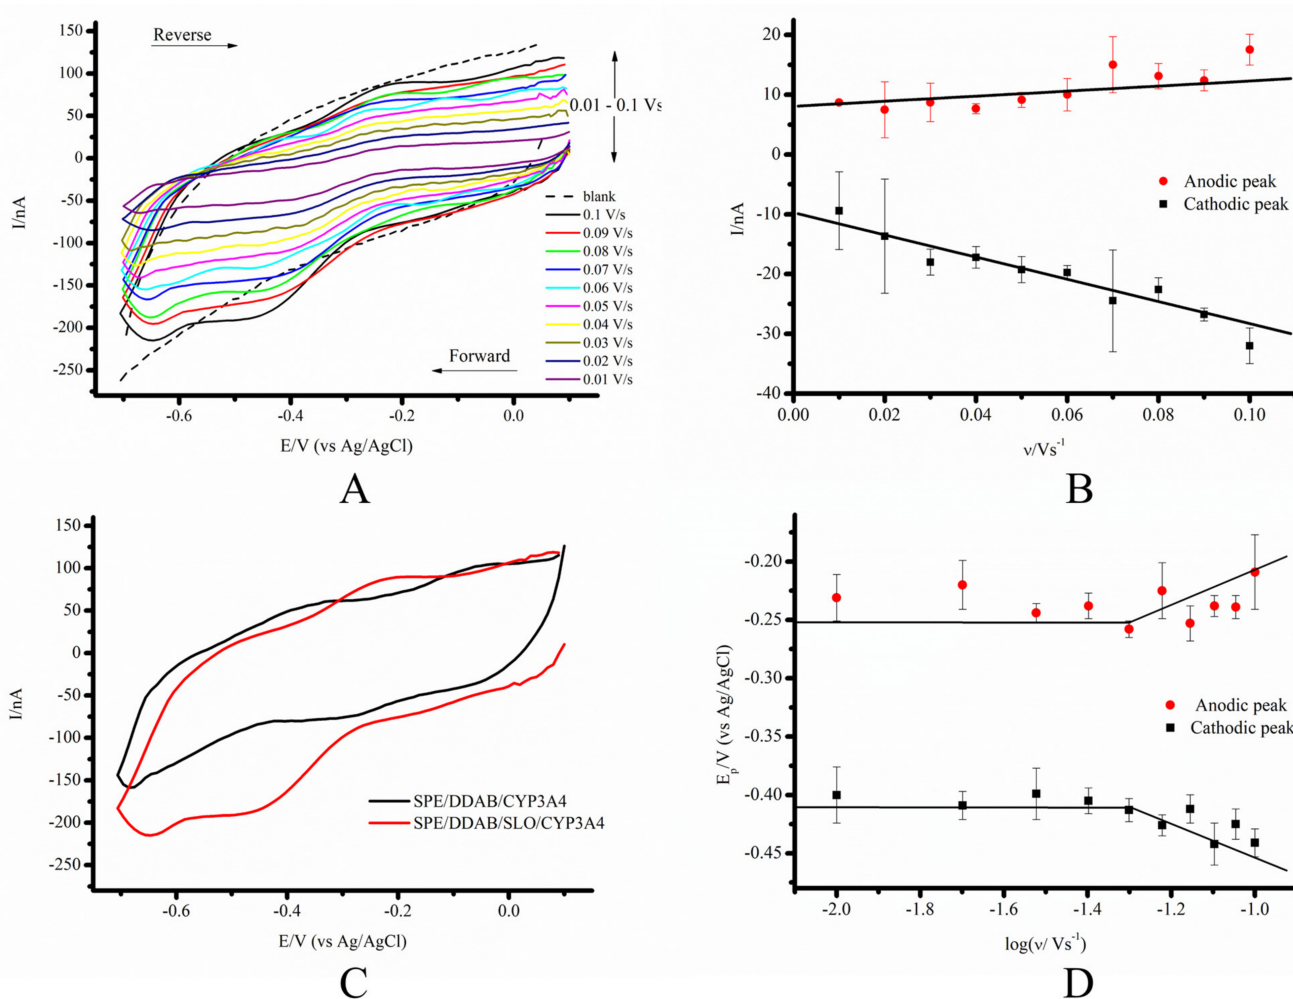 150
100
50
0
-50
-100
-150
-200
-250
I/nA
Reverse
0.01 - 0.1 Vs
blank
0.1 V/s
0.09 V/s
0.08 V/s
0.07 V/s
0.06 V/s
0.05 V/s
0.04 V/s
0.03 V/s
0.02 V/s
0.01 V/s
Forward
-0.6 -0.4 -0.2 0.0
E/V (vs Ag/AgCl)
A
20
10
0
-10
-20
-30
-40
I/nA
Anodic peak
Cathodic peak
0.00 0.02 0.04 0.06 0.08 0.10
ν/Vs⁻¹
B
150
100
50
0
-50
-100
-150
-200
-250
I/nA
SPE/DDAB/CYP3A4
SPE/DDAB/SLO/CYP3A4
-0.6 -0.4 -0.2 0.0
E/V (vs Ag/AgCl)
C
-0.20
-0.25
-0.30
-0.35
-0.40
-0.45
Eₚ/V (vs Ag/AgCl)
Anodic peak
Cathodic peak
-2.0 -1.8 -1.6 -1.4 -1.2 -1.0
log(ν/ Vs⁻¹)
D